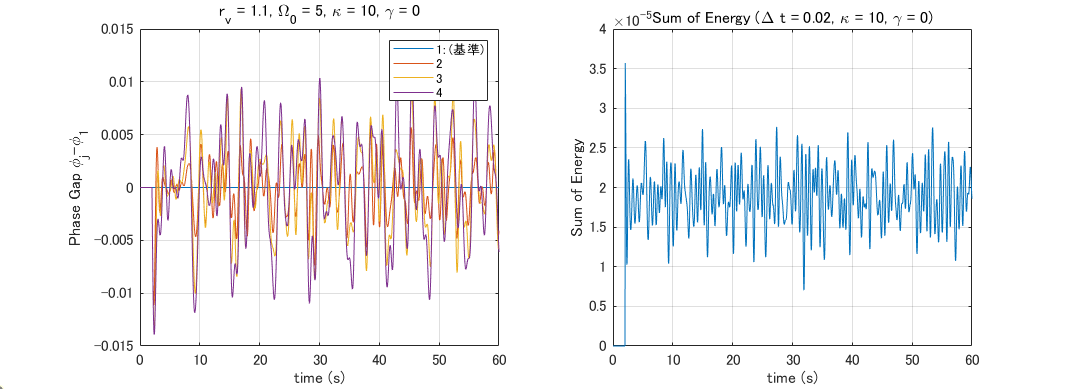 r_v = 1.1, Ω_0 = 5, κ = 10, γ = 0
0.015
0.01
0.005
0
−0.005
−0.01
−0.015
0 10 20 30 40 50 60
Phase Gap ϕ_j−ϕ_1
time (s)
1:(基準)
2
3
4
×10^-5 Sum of Energy (Δ t = 0.02, κ = 10, γ = 0)
4
3.5
3
2.5
2
1.5
1
0.5
0
0 10 20 30 40 50 60
Sum of Energy
time (s)